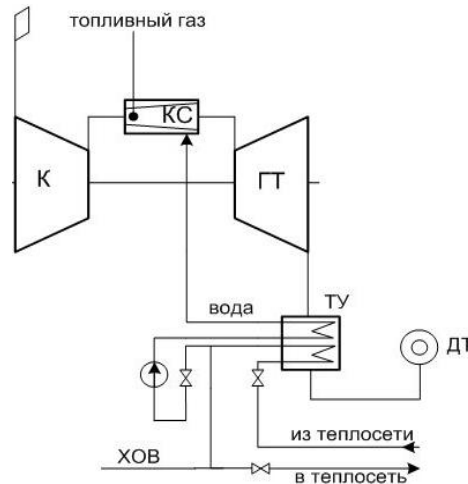 топливный газ
КС
К
ГТ
вода
ТУ
ДТ
из теплосети
ХОВ
в теплосеть